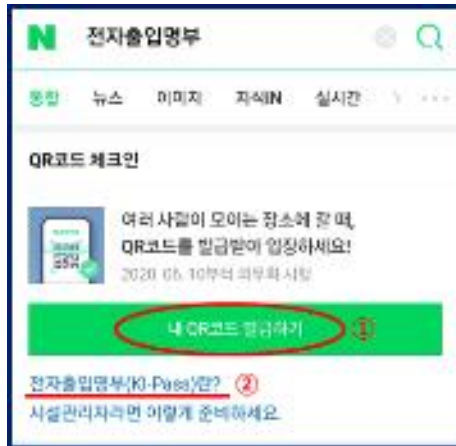 N 전자출입명부
통합 뉴스 이미지 지식iN 실시간
QR코드 체크인
여러 사람이 모이는 장소에 갈 때,
QR코드를 발급받아 입장하세요!
2020. 06. 10부터 의무화 시행
내 QR코드 발급하기 ①
전자출입명부(KI-Pass)란? ②
시설관리자라면 이렇게 준비하세요.